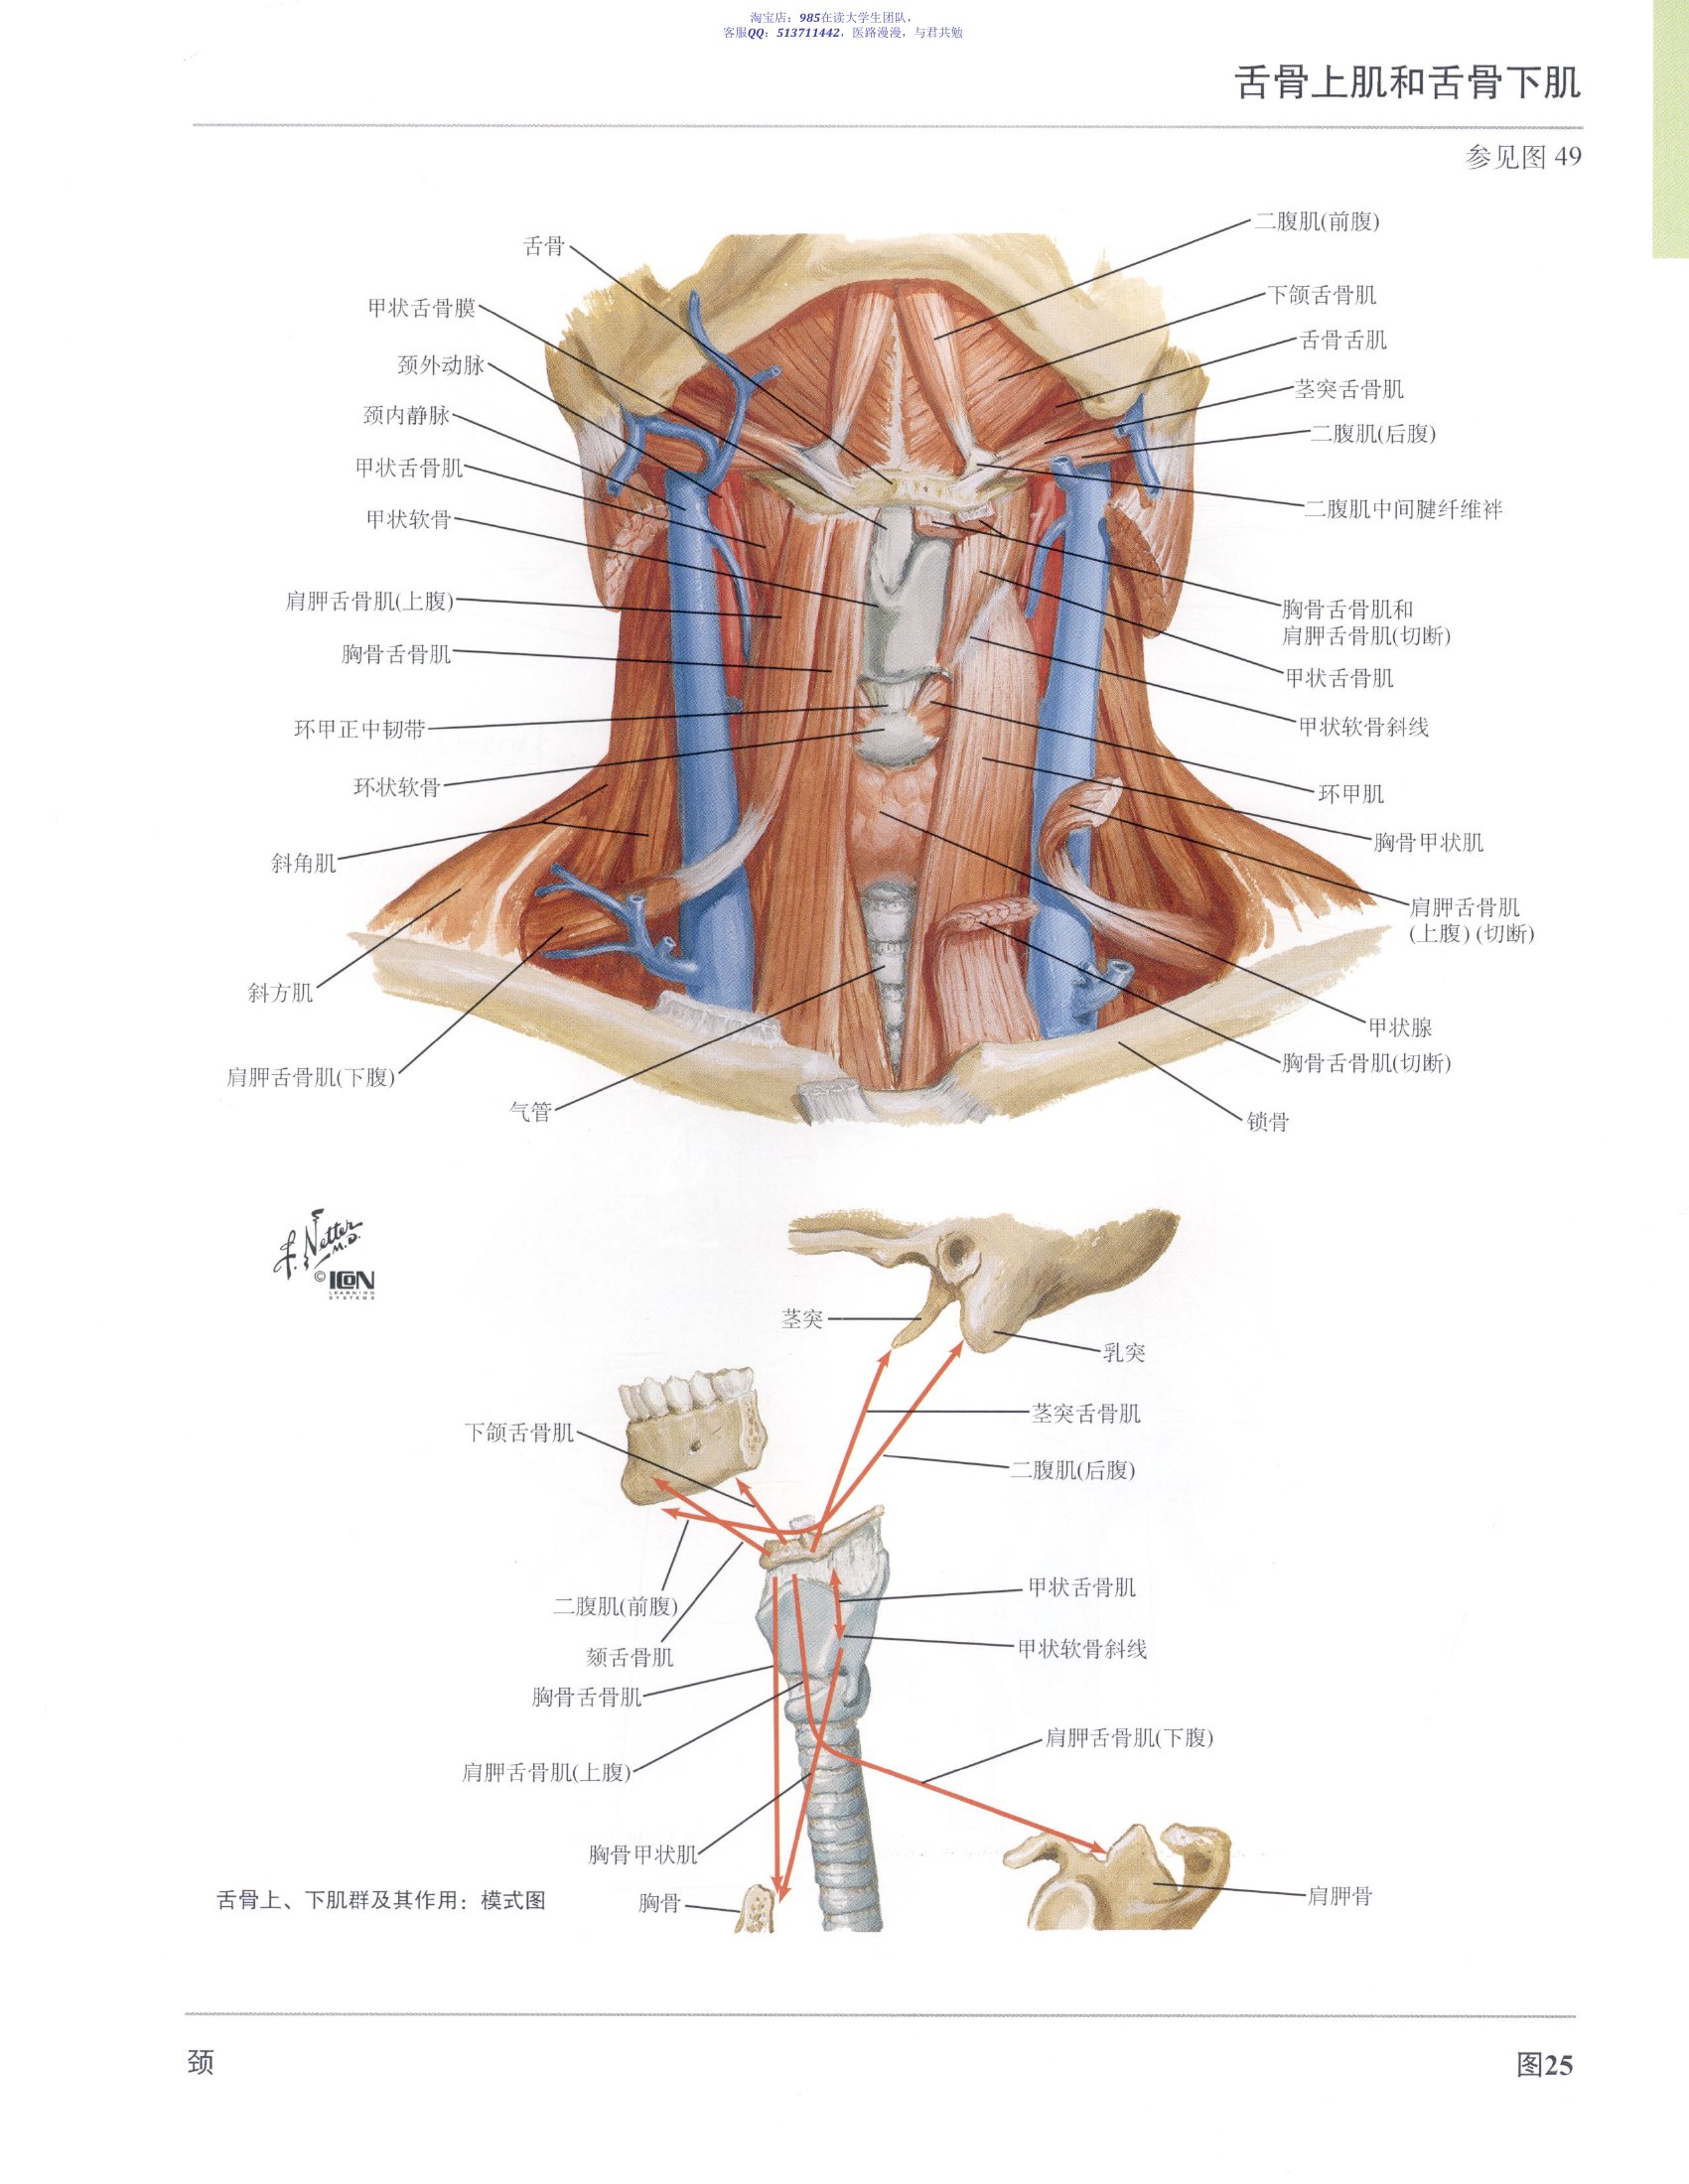 淘宝店：985在读大学生团队，
客服QQ：513711442，医路漫漫，与君共勉
舌骨上肌和舌骨下肌
参见图 49
舌骨
甲状舌骨膜
颈外动脉
颈内静脉
甲状舌骨肌
甲状软骨
肩胛舌骨肌(上腹)
胸骨舌骨肌
环甲正中韧带
环状软骨
斜角肌
斜方肌
肩胛舌骨肌(下腹)
气管
二腹肌(前腹)
下颌舌骨肌
舌骨舌肌
茎突舌骨肌
二腹肌(后腹)
二腹肌中间腱纤维袢
胸骨舌骨肌和
肩胛舌骨肌(切断)
甲状舌骨肌
甲状软骨斜线
环甲肌
胸骨甲状肌
肩胛舌骨肌
(上腹) (切断)
甲状腺
胸骨舌骨肌(切断)
锁骨
F. Netter
M.D.
© ICON
LEARNING
SYSTEMS
茎突
乳突
茎突舌骨肌
二腹肌(后腹)
下颌舌骨肌
二腹肌(前腹)
颏舌骨肌
胸骨舌骨肌
肩胛舌骨肌(上腹)
胸骨甲状肌
胸骨
甲状舌骨肌
甲状软骨斜线
肩胛舌骨肌(下腹)
肩胛骨
舌骨上、下肌群及其作用：模式图
颈
图25